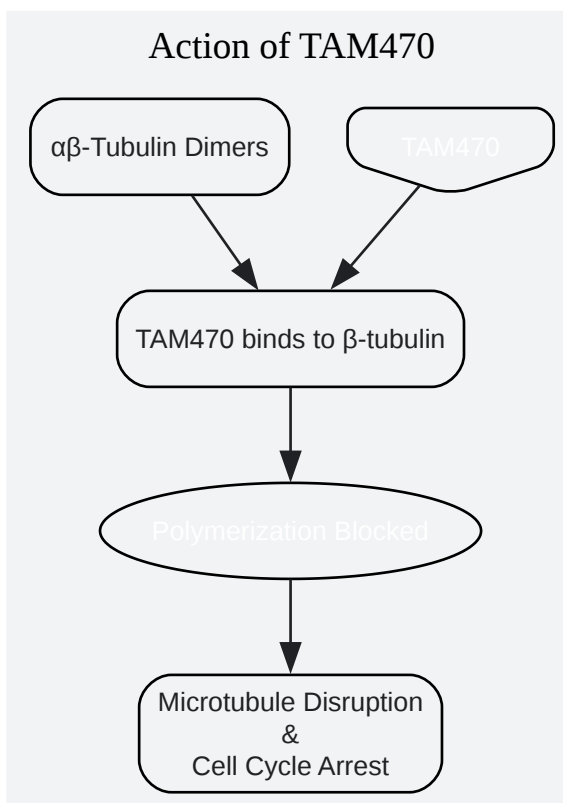 Action of TAM470
αβ-Tubulin Dimers
TAM470
TAM470 binds to β-tubulin
Polymerization Blocked
Microtubule Disruption
&
Cell Cycle Arrest